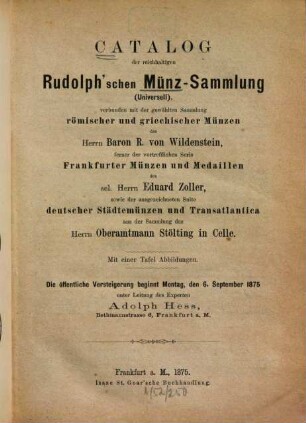 CATALOG
der reichhaltigen
Rudolph'schen Münz-Sammlung
(Universell).
verbunden mit der gewählten Sammlung
römischer und griechischer Münzen
des
Herrn Baron R. von Wildenstein,
ferner der vortrefflichen Serie
Frankfurter Münzen und Medaillen
des
sel. Herrn Eduard Zoller,
sowie der ausgezeichneten Suite
deutscher Städtemünzen und Transatlantica
aus der Sammlung des
Herrn Oberamtmann Stölting in Celle.
Mit einer Tafel Abbildungen.
Die öffentliche Versteigerung beginnt Montag, den 6. September 1875
unter Leitung des Experten
Adolph Hess,
Bethmannstrasse 6, Frankfurt a. M.
Frankfurt a. M., 1875.
Isaac St. Goar'sche Buchhandlung.